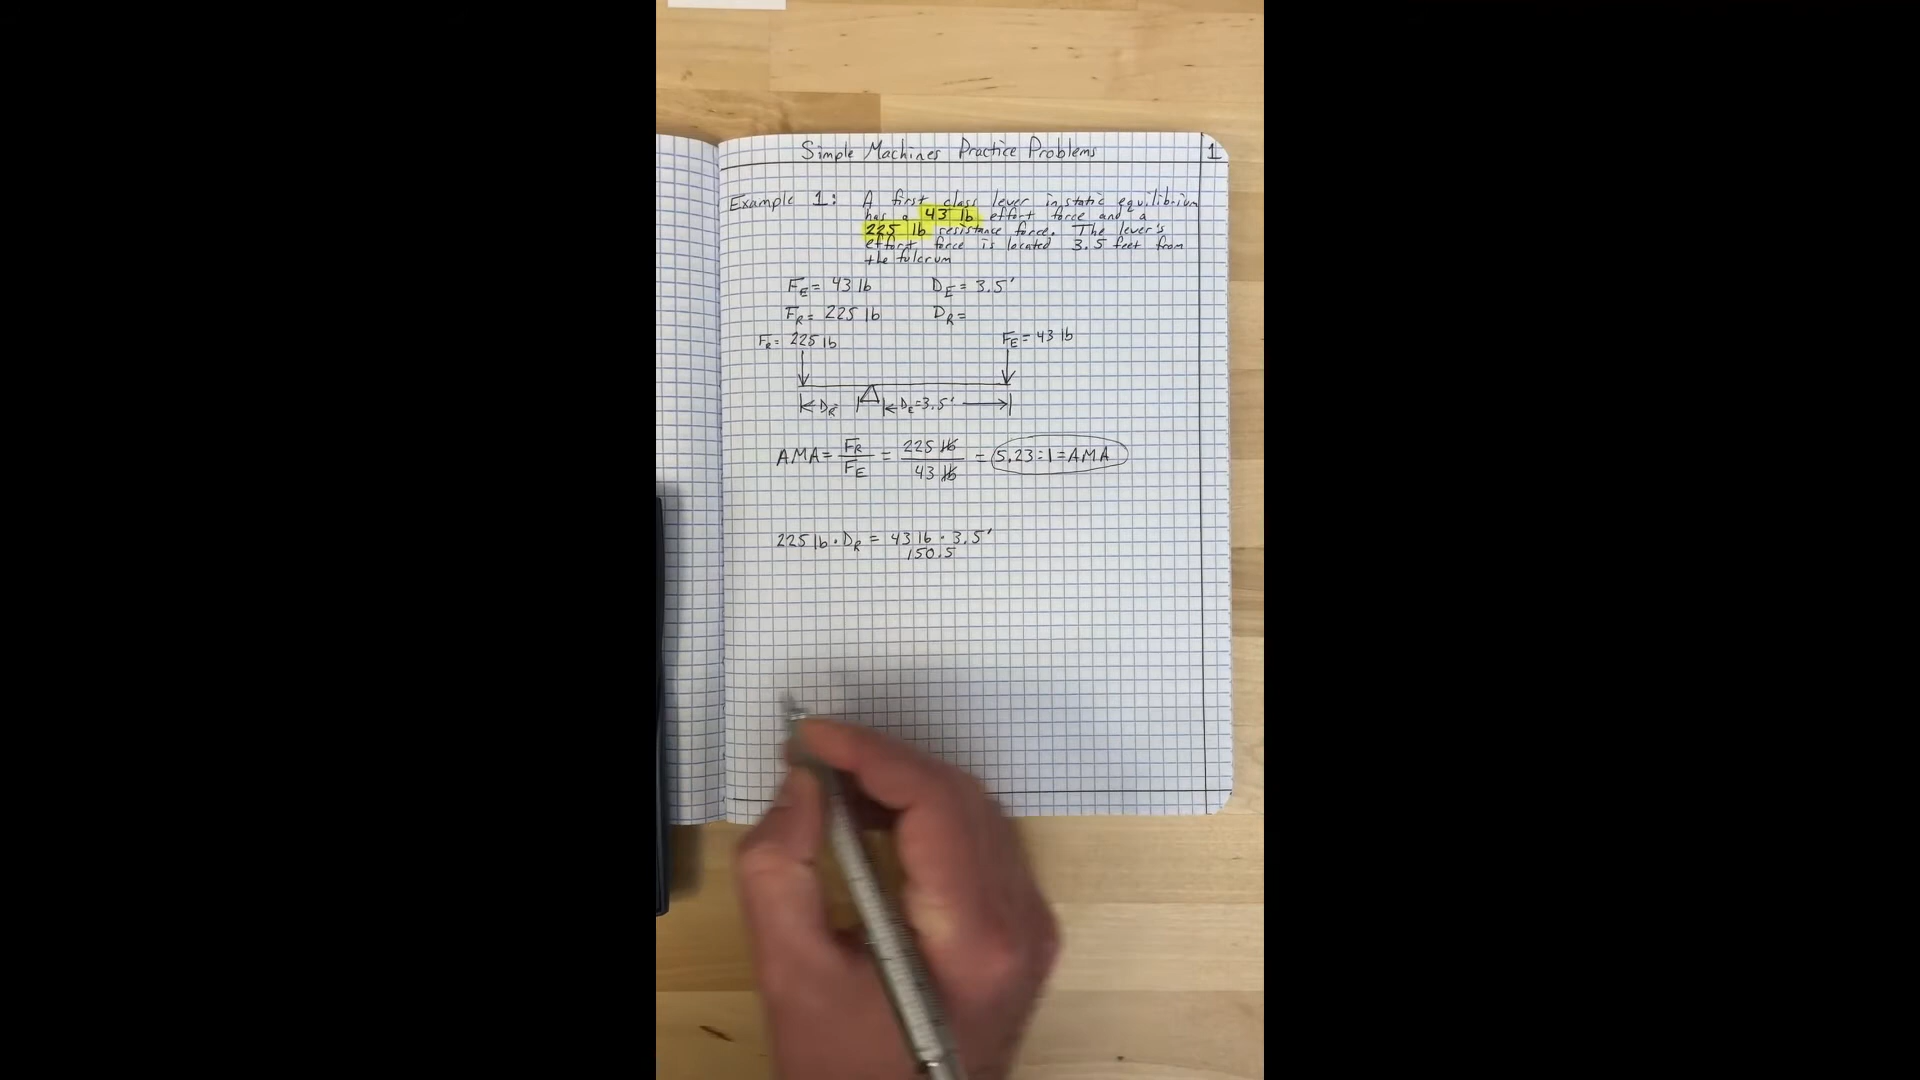 Simple Machines Practice Problems 1
Example 1: A first class lever in static equilibrium
has a 43 lb effort force and a
225 lb resistance force. The lever's
effort force is located 3.5 feet from
the fulcrum
FE = 43 lb DE = 3.5'
FR = 225 lb DR =
FR = 225 lb FE = 43 lb
DR= DE=3.5'
AMA = FR/FE = 225 lb/43 lb = 5.23:1 = AMA
225 lb · DR = 43 lb · 3.5'
150.5